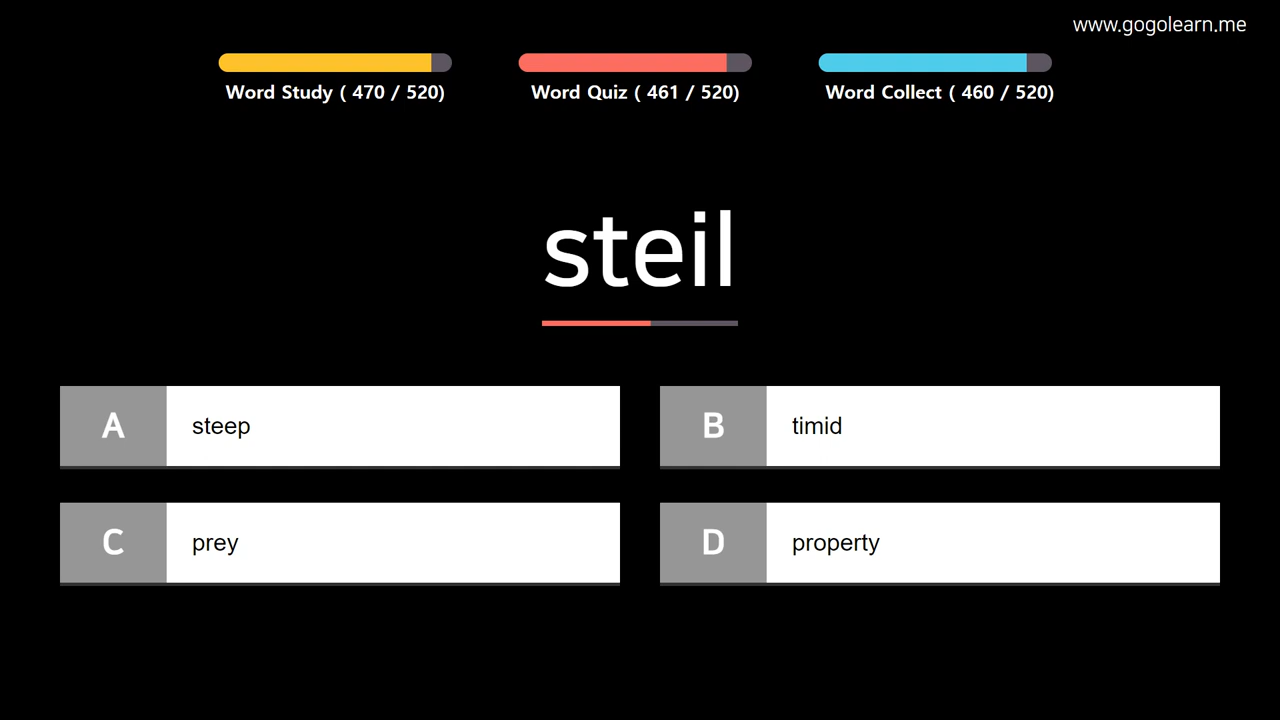 www.gogolearn.me
Word Study ( 470 / 520)
Word Quiz ( 461 / 520)
Word Collect ( 460 / 520)
steil
A steep
B timid
C prey
D property